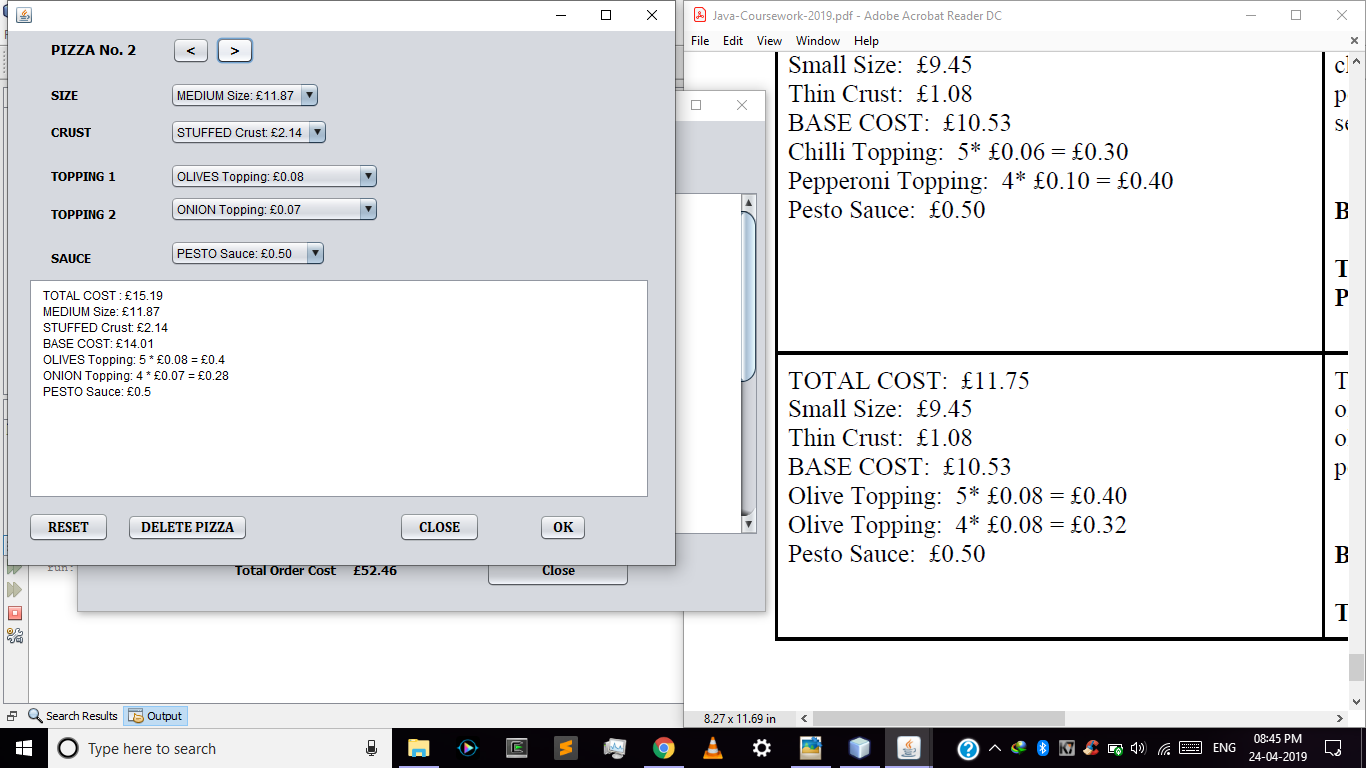 PIZZA No. 2
<
>
SIZE
MEDIUM Size: £11.87
CRUST
STUFFED Crust: £2.14
TOPPING 1
OLIVES Topping: £0.08
TOPPING 2
ONION Topping: £0.07
SAUCE
PESTO Sauce: £0.50
TOTAL COST : £15.19
MEDIUM Size: £11.87
STUFFED Crust: £2.14
BASE COST: £14.01
OLIVES Topping: 5 * £0.08 = £0.4
ONION Topping: 4 * £0.07 = £0.28
PESTO Sauce: £0.5
RESET
DELETE PIZZA
CLOSE
OK
run:
Total Order Cost £52.46
Close
Search Results
Output
Java-Coursework-2019.pdf - Adobe Acrobat Reader DC
File Edit View Window Help
Small Size: £9.45
Thin Crust: £1.08
BASE COST: £10.53
Chilli Topping: 5* £0.06 = £0.30
Pepperoni Topping: 4* £0.10 = £0.40
Pesto Sauce: £0.50
TOTAL COST: £11.75
Small Size: £9.45
Thin Crust: £1.08
BASE COST: £10.53
Olive Topping: 5* £0.08 = £0.40
Olive Topping: 4* £0.08 = £0.32
Pesto Sauce: £0.50
8.27 x 11.69 in
Type here to search
ENG
08:45 PM
24-04-2019